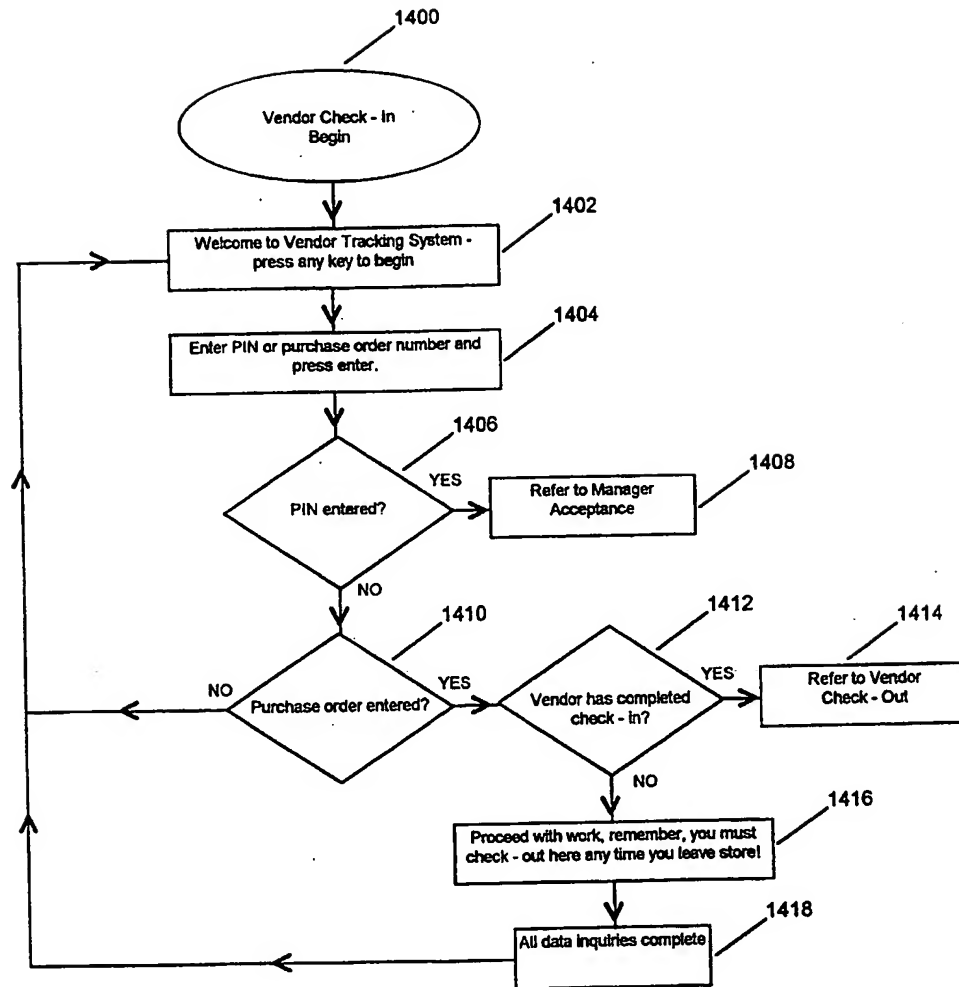 1400
Vendor Check - In
Begin
1402
Welcome to Vendor Tracking System -
press any key to begin
1404
Enter PIN or purchase order number and
press enter.
1406
PIN entered?
YES
1408
Refer to Manager
Acceptance
NO
1410
Purchase order entered?
NO
YES
1412
Vendor has completed
check - in?
YES
1414
Refer to Vendor
Check - Out
NO
1416
Proceed with work, remember, you must
check - out here any time you leave store!
1418
All data inquiries complete